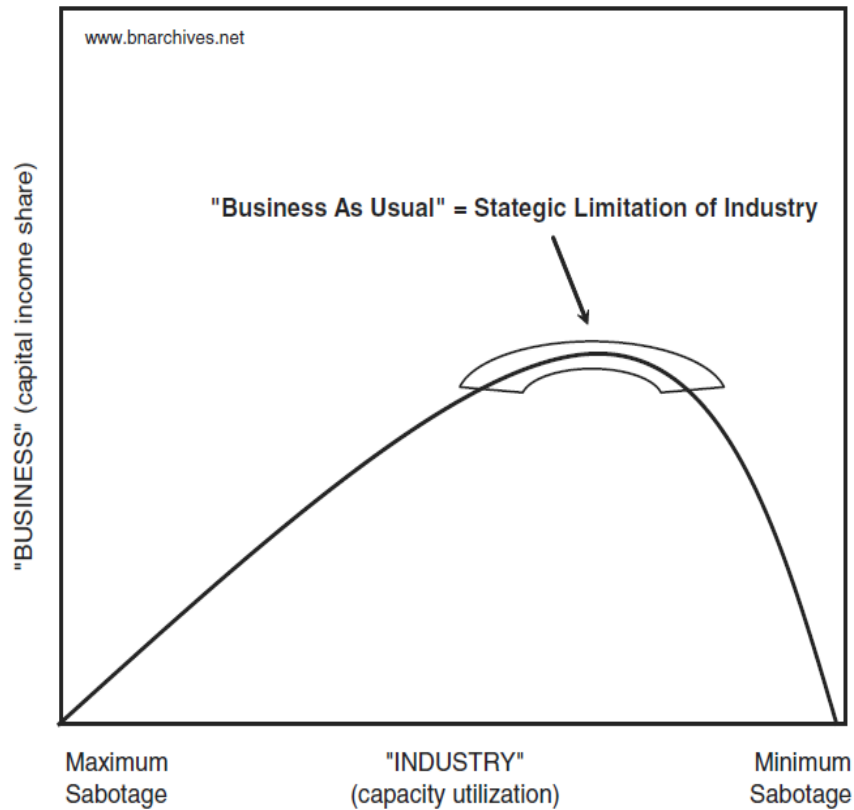 www.bnarchives.net
"BUSINESS" (capital income share)
"Business As Usual" = Stategic Limitation of Industry
Maximum
Sabotage
"INDUSTRY"
(capacity utilization)
Minimum
Sabotage